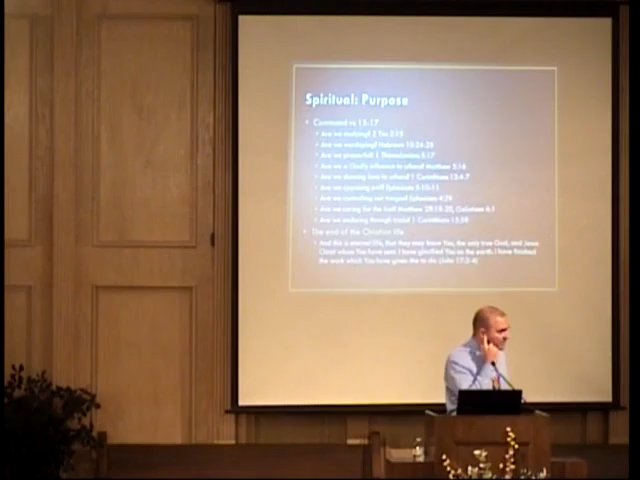 Spiritual: Purpose
Command vs 15-17
Are we studying? 2 Tim 2:15
Are we worshiping? Hebrews 10:24-25
Are we prayerful? 1 Thessalonians 5:17
Are we a Godly influence to others? Matthew 5:16
Are we showing love to others? 1 Corinthians 13:4-7
Are we opposing evil? Ephesians 5:10-11
Are we controlling our tongue? Ephesians 4:29
Are we caring for the lost? Matthew 28:19-20, Galatians 6:1
Are we enduring through trials? 1 Corinthians 15:58
The end of the Christian life
And this is eternal life, that they may know You, the only true God, and Jesus
Christ whom You have sent. I have glorified You on the earth. I have finished
the work which You have given Me to do (John 17:3-4)